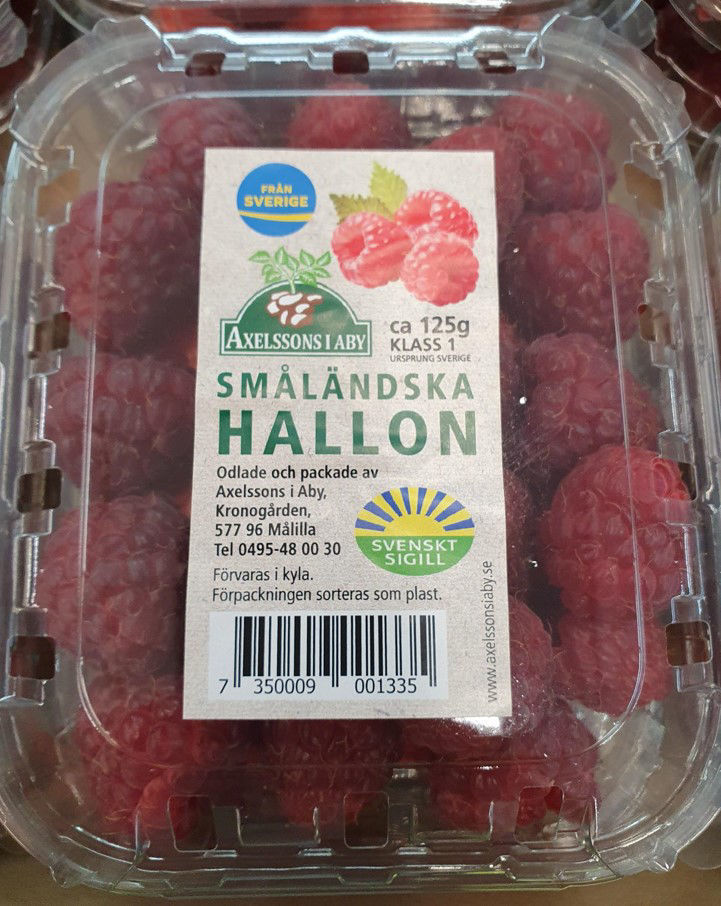 FRÅN
SVERIGE
AXELSSONS I ABY
ca 125g
KLASS 1
URSPRUNG SVERIGE
SMÅLÄNDSKA
HALLON
Odlade och packade av
Axelssons i Aby,
Kronogården,
577 96 Målilla
Tel 0495-48 00 30
SVENSKT
SIGILL
Förvaras i kyla.
Förpackningen sorteras som plast.
7 350009 001335
www.axelssonsiaby.se